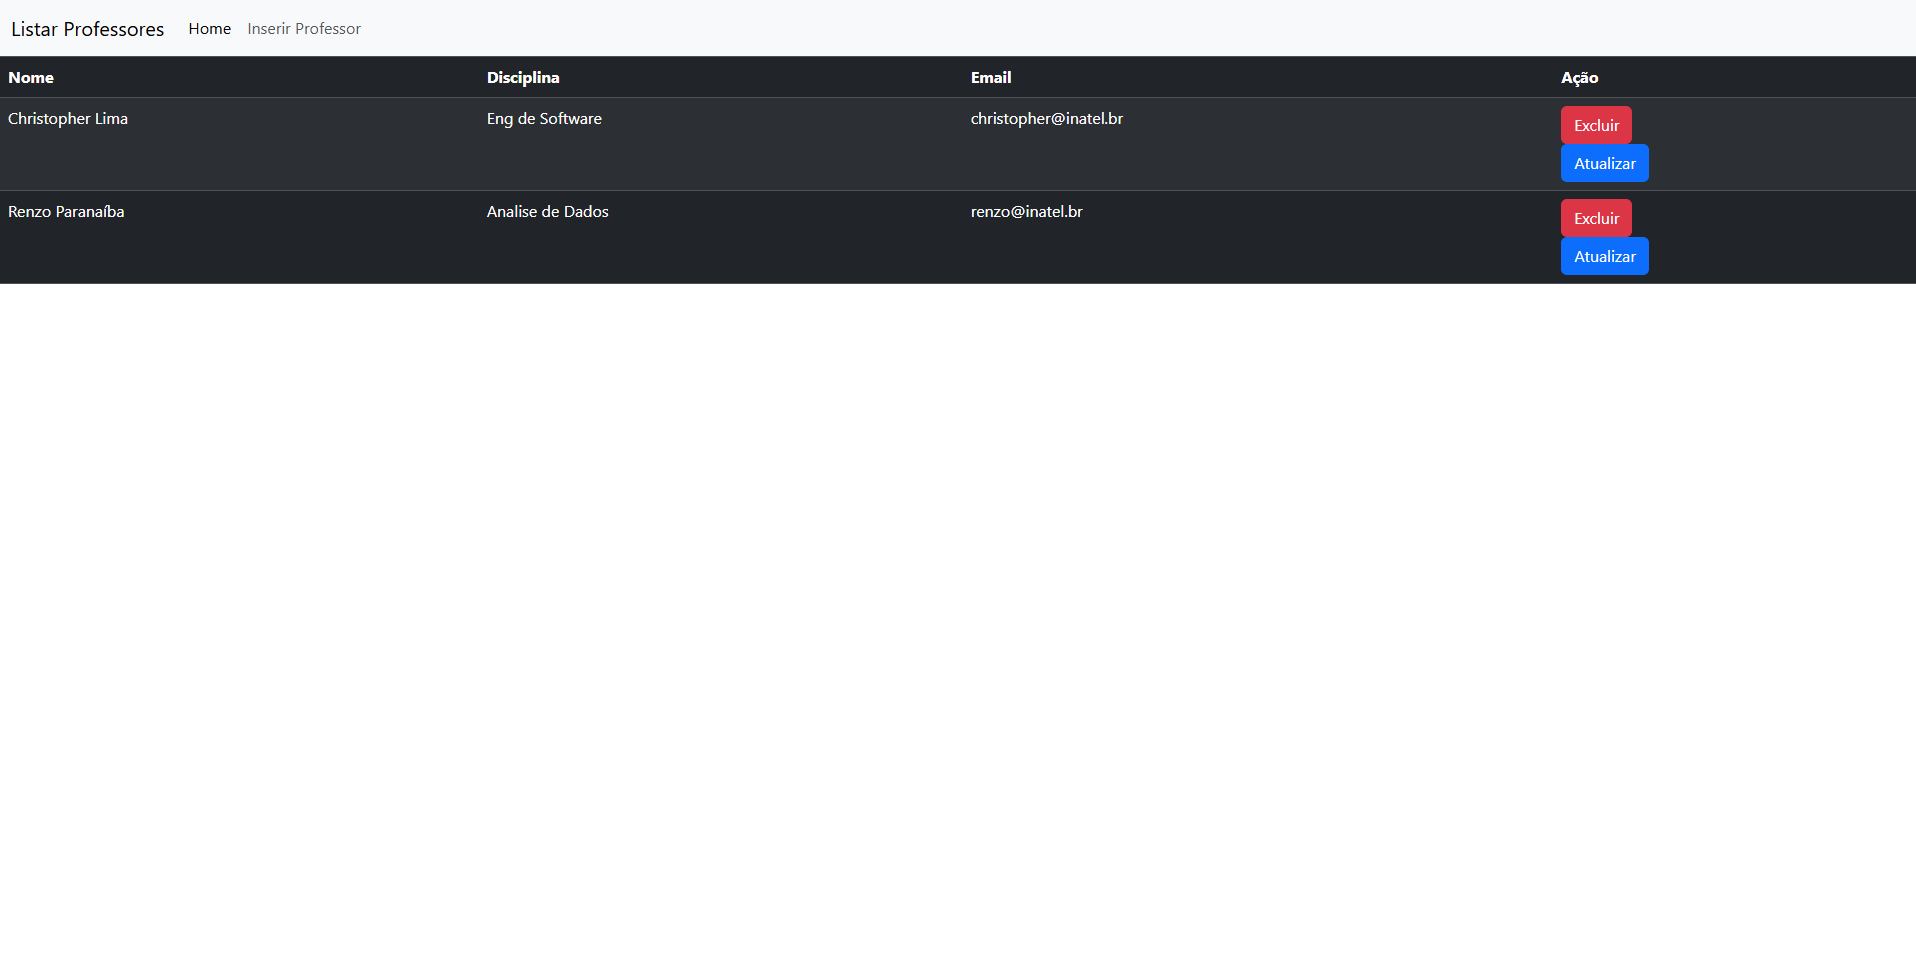 Listar Professores Home Inserir Professor
Nome Disciplina Email Ação
Christopher Lima Eng de Software christopher@inatel.br Excluir
Atualizar
Renzo Paranaíba Analise de Dados renzo@inatel.br Excluir
Atualizar